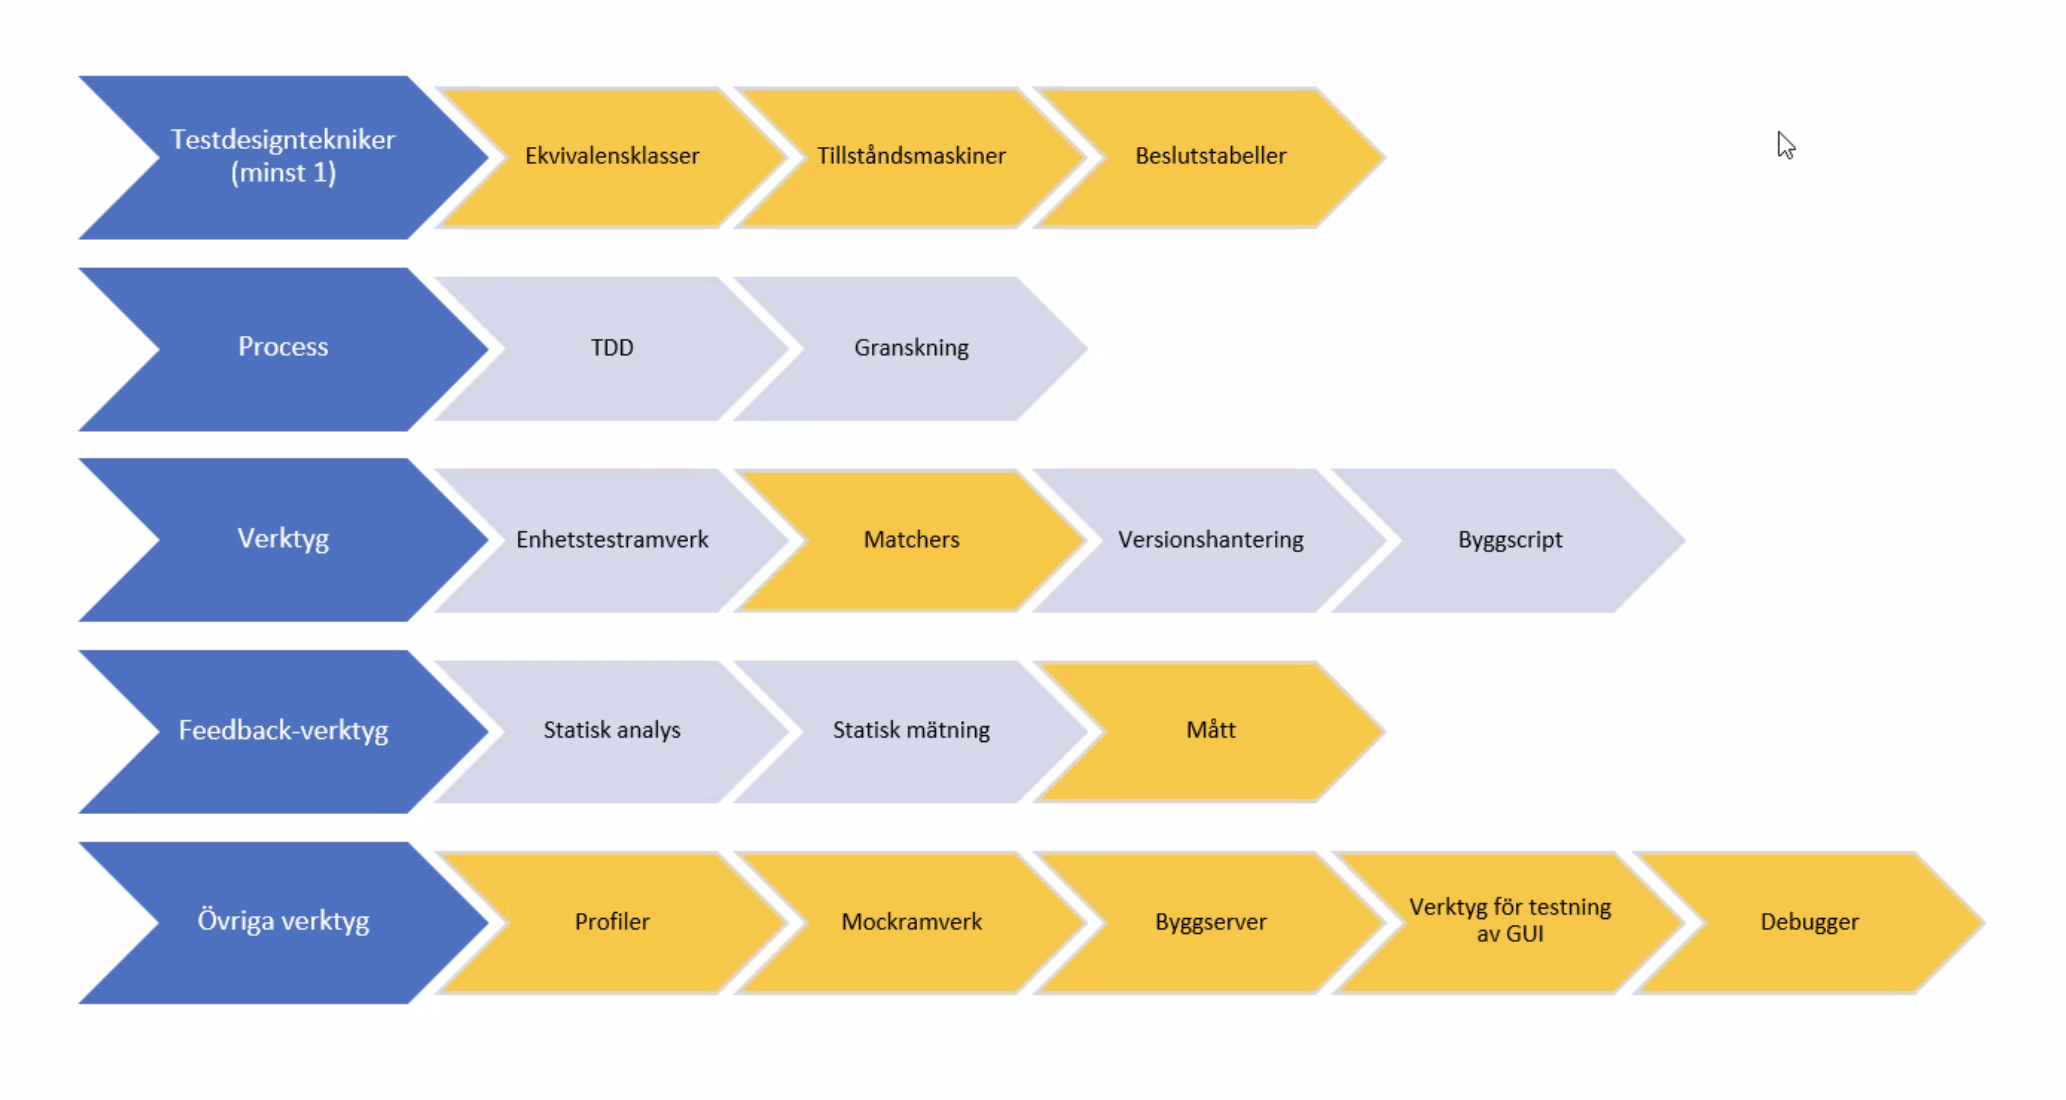 Testdesigntekniker
(minst 1)
Ekvivalensklasser
Tillståndsmaskiner
Beslutstabeller
Process
TDD
Granskning
Verktyg
Enhetstestramverk
Matchers
Versionshantering
Byggscript
Feedback-verktyg
Statisk analys
Statisk mätning
Mått
Övriga verktyg
Profiler
Mockramverk
Byggserver
Verktyg för testning
av GUI
Debugger